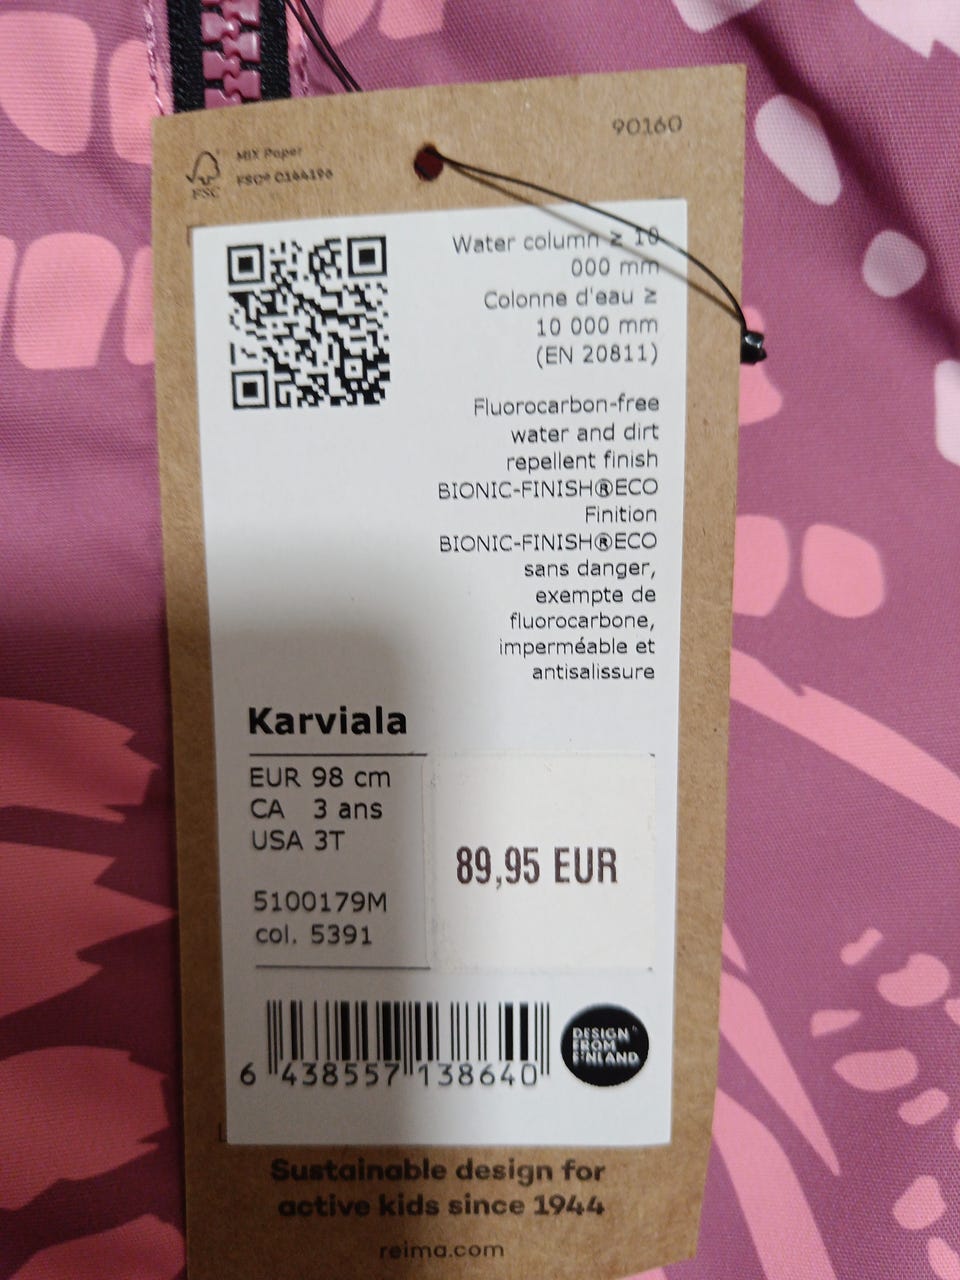 90160
MIX Paper
FSC® C144196
FSC
Water column ≥ 10
000 mm
Colonne d'eau ≥
10 000 mm
(EN 20811)
Fluorocarbon-free
water and dirt
repellent finish
BIONIC-FINISH®ECO
Finition
BIONIC-FINISH®ECO
sans danger,
exempte de
fluorocarbone,
imperméable et
antisalissure
Karviala
EUR 98 cm
CA 3 ans
USA 3T
5100179M
col. 5391
89,95 EUR
6 438557 138640
DESIGN
FROM
FINLAND
Sustainable design for
active kids since 1944
reima.com